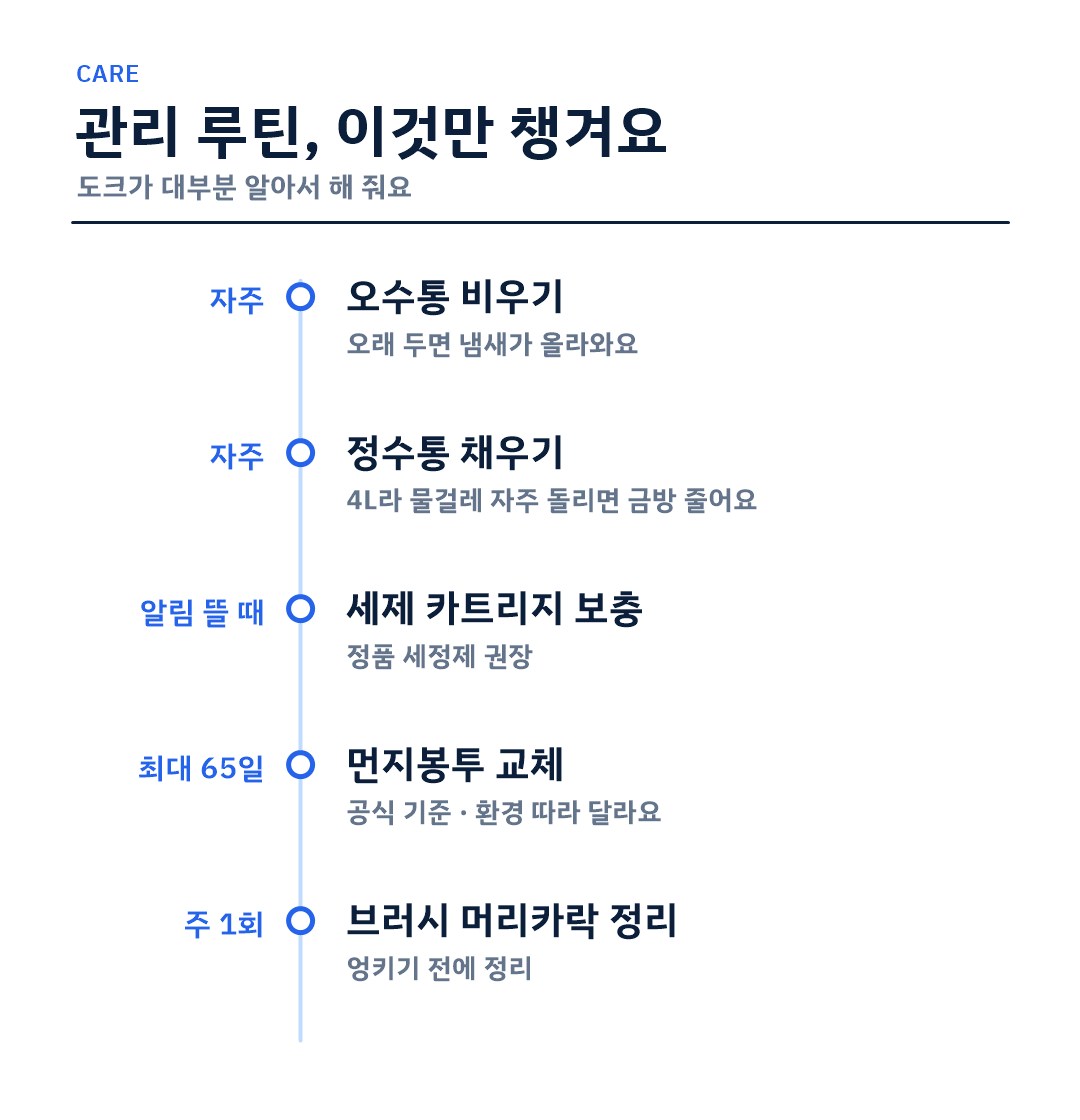 CARE
관리 루틴, 이것만 챙겨요
도크가 대부분 알아서 해 줘요
자주
오수통 비우기
오래 두면 냄새가 올라와요
자주
정수통 채우기
4L라 물걸레 자주 돌리면 금방 줄어요
알림 뜰 때
세제 카트리지 보충
정품 세정제 권장
최대 65일
먼지봉투 교체
공식 기준 · 환경 따라 달라요
주 1회
브러시 머리카락 정리
엉키기 전에 정리